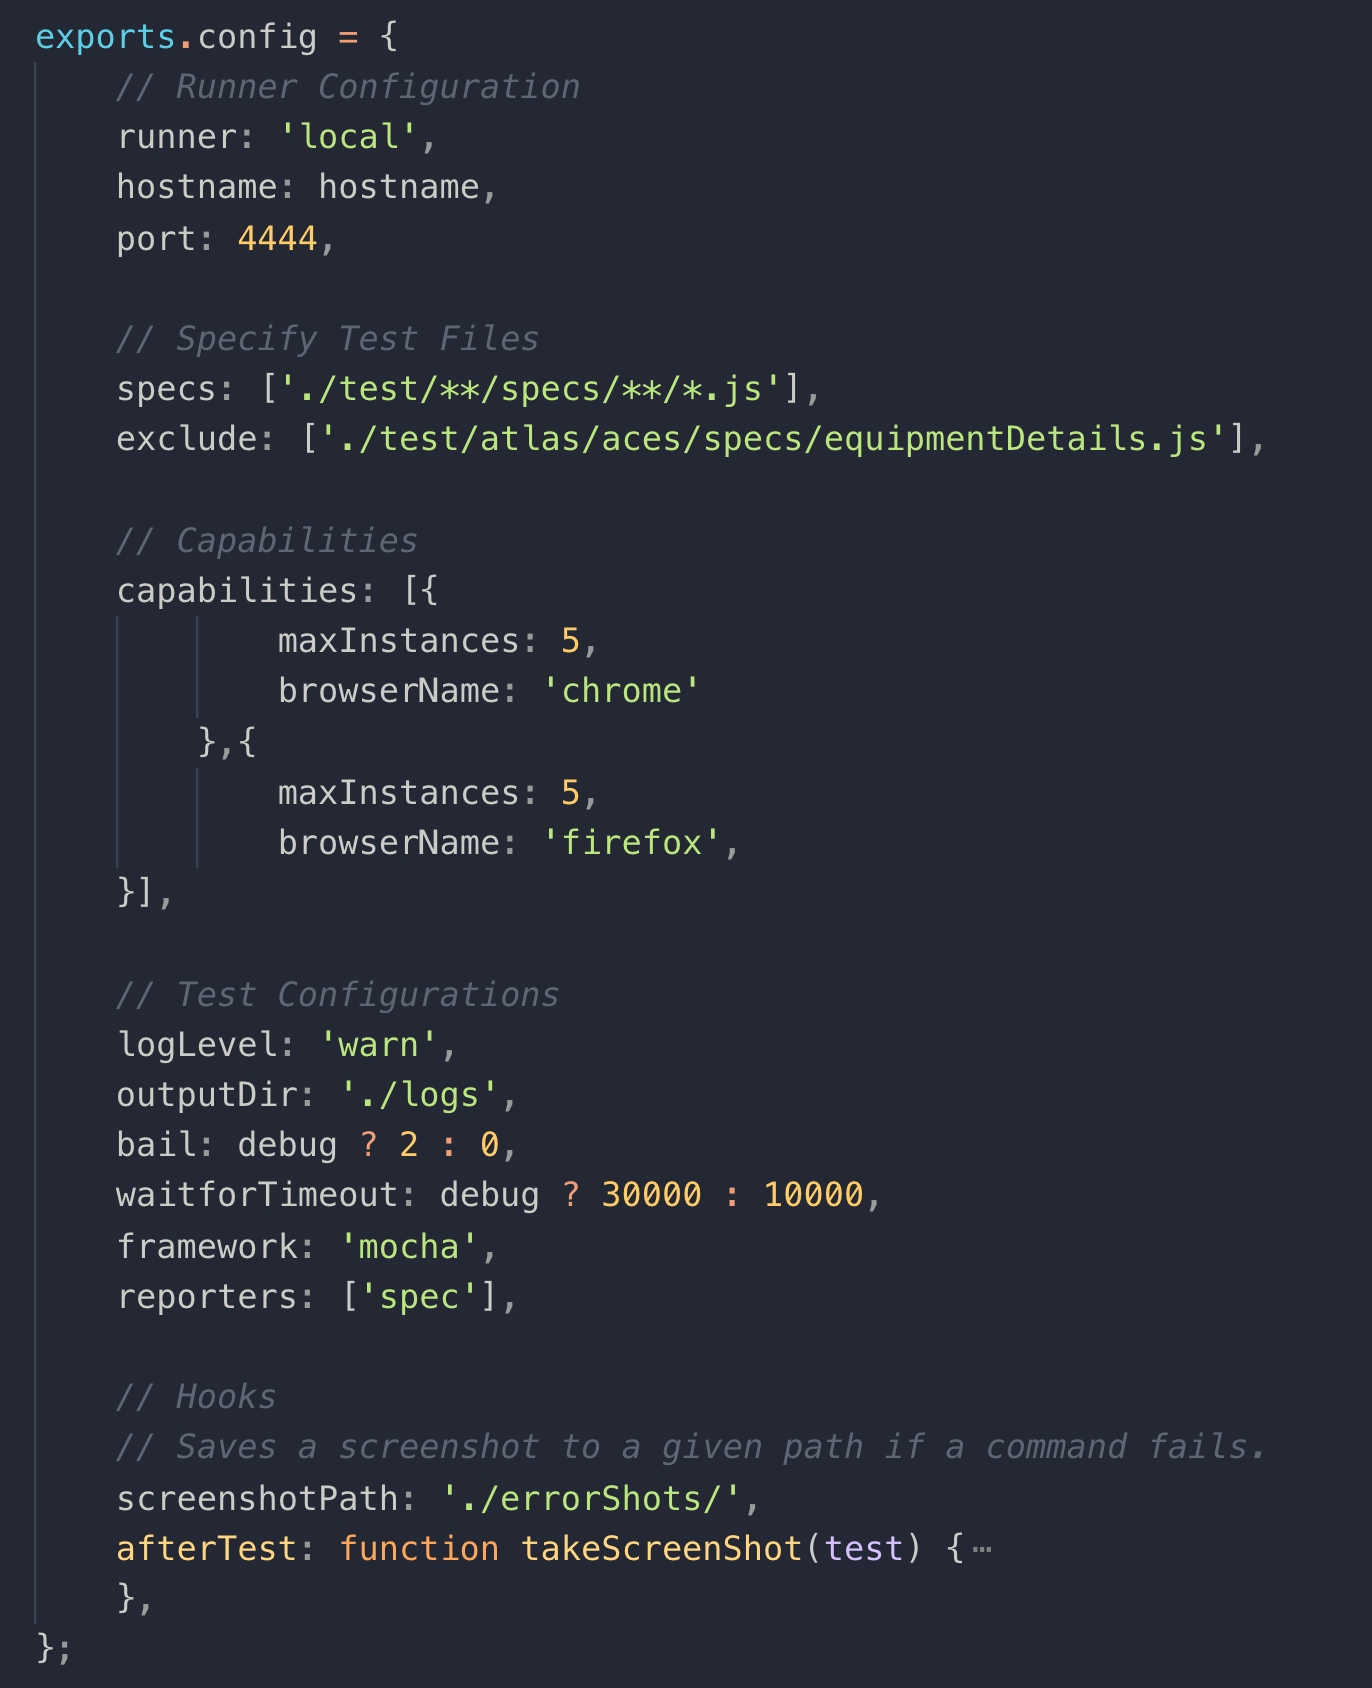 exports.config = {
    // Runner Configuration
    runner: 'local',
    hostname: hostname,
    port: 4444,

    // Specify Test Files
    specs: ['./test/**/specs/**/*.js'],
    exclude: ['./test/atlas/aces/specs/equipmentDetails.js'],

    // Capabilities
    capabilities: [{
            maxInstances: 5,
            browserName: 'chrome'
        },{
            maxInstances: 5,
            browserName: 'firefox',
    }],

    // Test Configurations
    logLevel: 'warn',
    outputDir: './logs',
    bail: debug ? 2 : 0,
    waitforTimeout: debug ? 30000 : 10000,
    framework: 'mocha',
    reporters: ['spec'],

    // Hooks
    // Saves a screenshot to a given path if a command fails.
    screenshotPath: './errorShots/',
    afterTest: function takeScreenShot(test) {⋯
    },
};